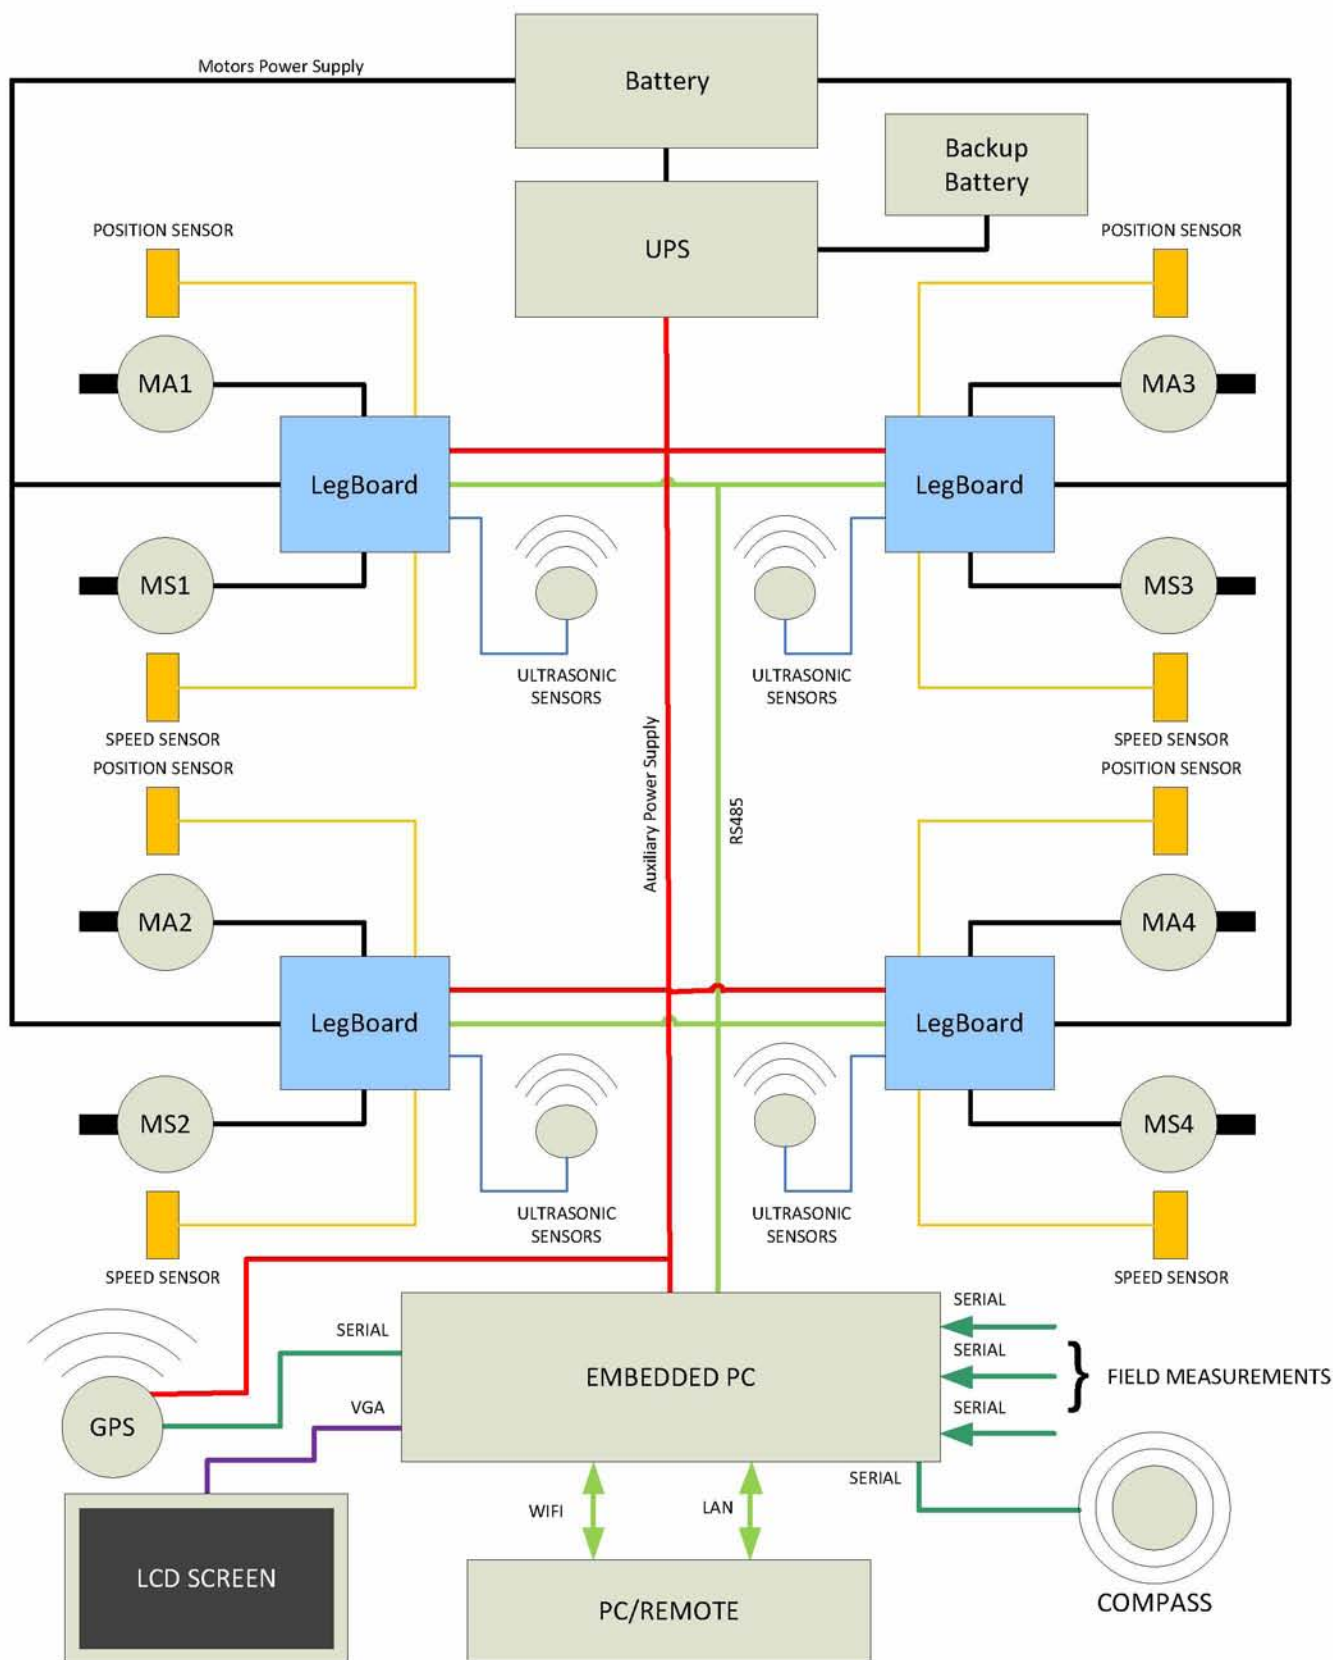 Motors Power Supply
Battery
Backup
Battery
UPS
POSITION SENSOR
POSITION SENSOR
MA1
MA3
LegBoard
LegBoard
MS1
MS3
ULTRASONIC
SENSORS
ULTRASONIC
SENSORS
SPEED SENSOR
SPEED SENSOR
POSITION SENSOR
POSITION SENSOR
Auxiliary Power Supply
RS485
MA2
MA4
LegBoard
LegBoard
MS2
MS4
ULTRASONIC
SENSORS
ULTRASONIC
SENSORS
SPEED SENSOR
SPEED SENSOR
SERIAL
SERIAL
SERIAL
EMBEDDED PC
} FIELD MEASUREMENTS
VGA
SERIAL
GPS
SERIAL
WIFI
LAN
LCD SCREEN
PC/REMOTE
COMPASS